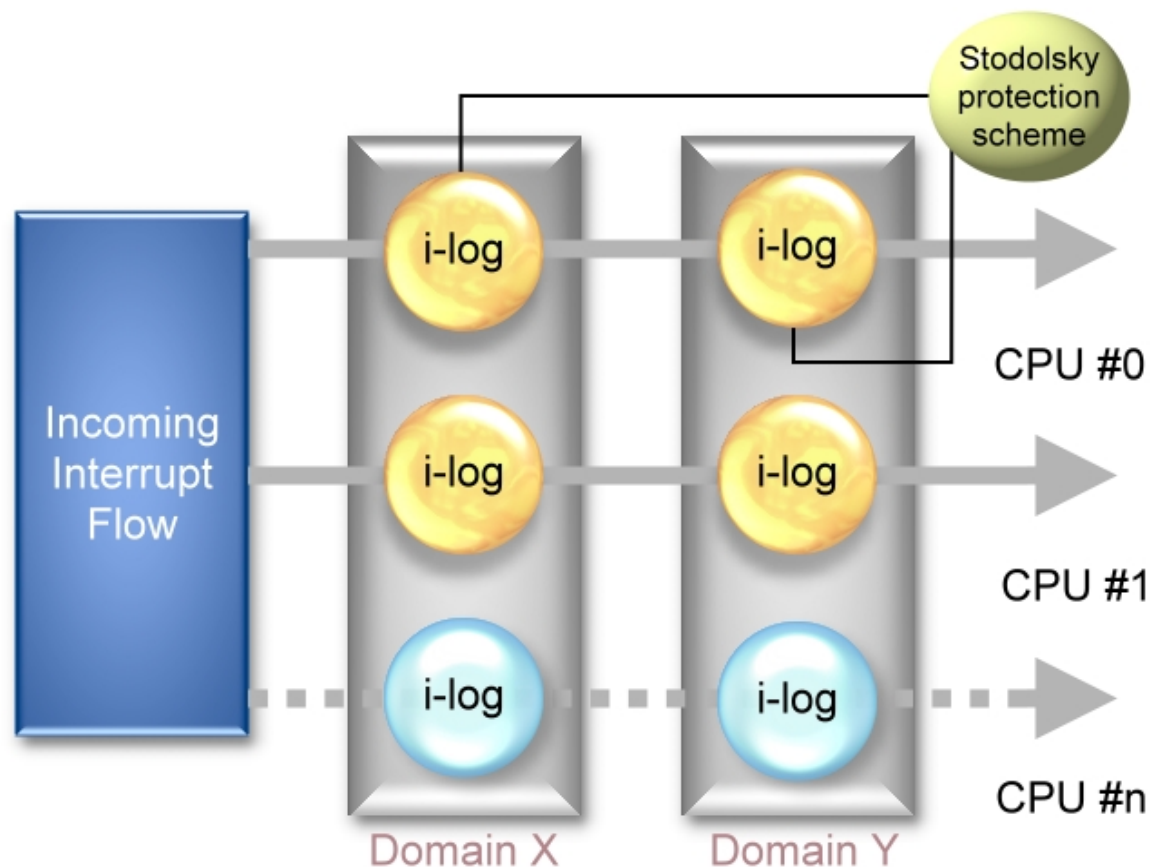 Stodolsky
protection
scheme
i-log
i-log
CPU #0
Incoming
Interrupt
Flow
i-log
i-log
CPU #1
i-log
i-log
CPU #n
Domain X
Domain Y